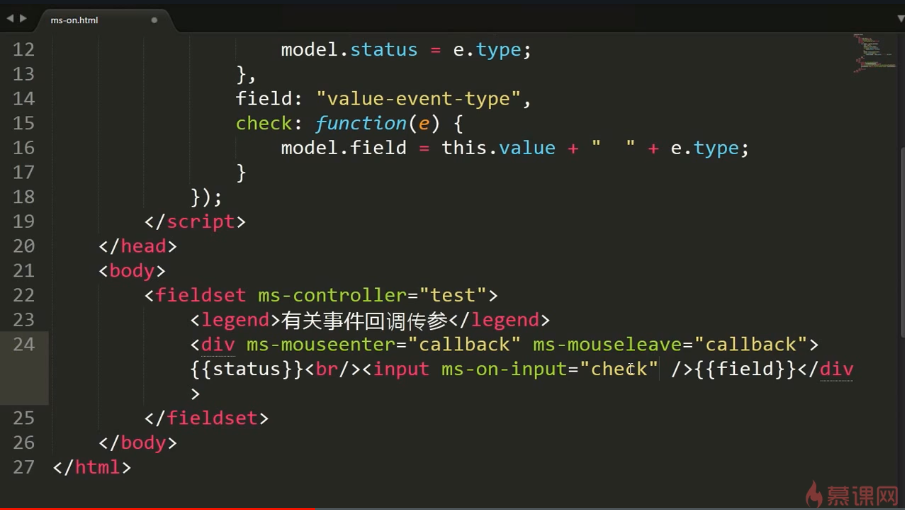 ms-on.html
12 model.status = e.type;
13 },
14 field: "value-event-type",
15 check: function(e) {
16 model.field = this.value + "  " + e.type;
17 }
18 });
19 </script>
20 </head>
21 <body>
22 <fieldset ms-controller="test">
23 <legend>有关事件回调传参</legend>
24 <div ms-mouseenter="callback" ms-mouseleave="callback">
{{status}}<br/><input ms-on-input="check" />{{field}}</div
>
25 </fieldset>
26 </body>
27 </html>
慕课网